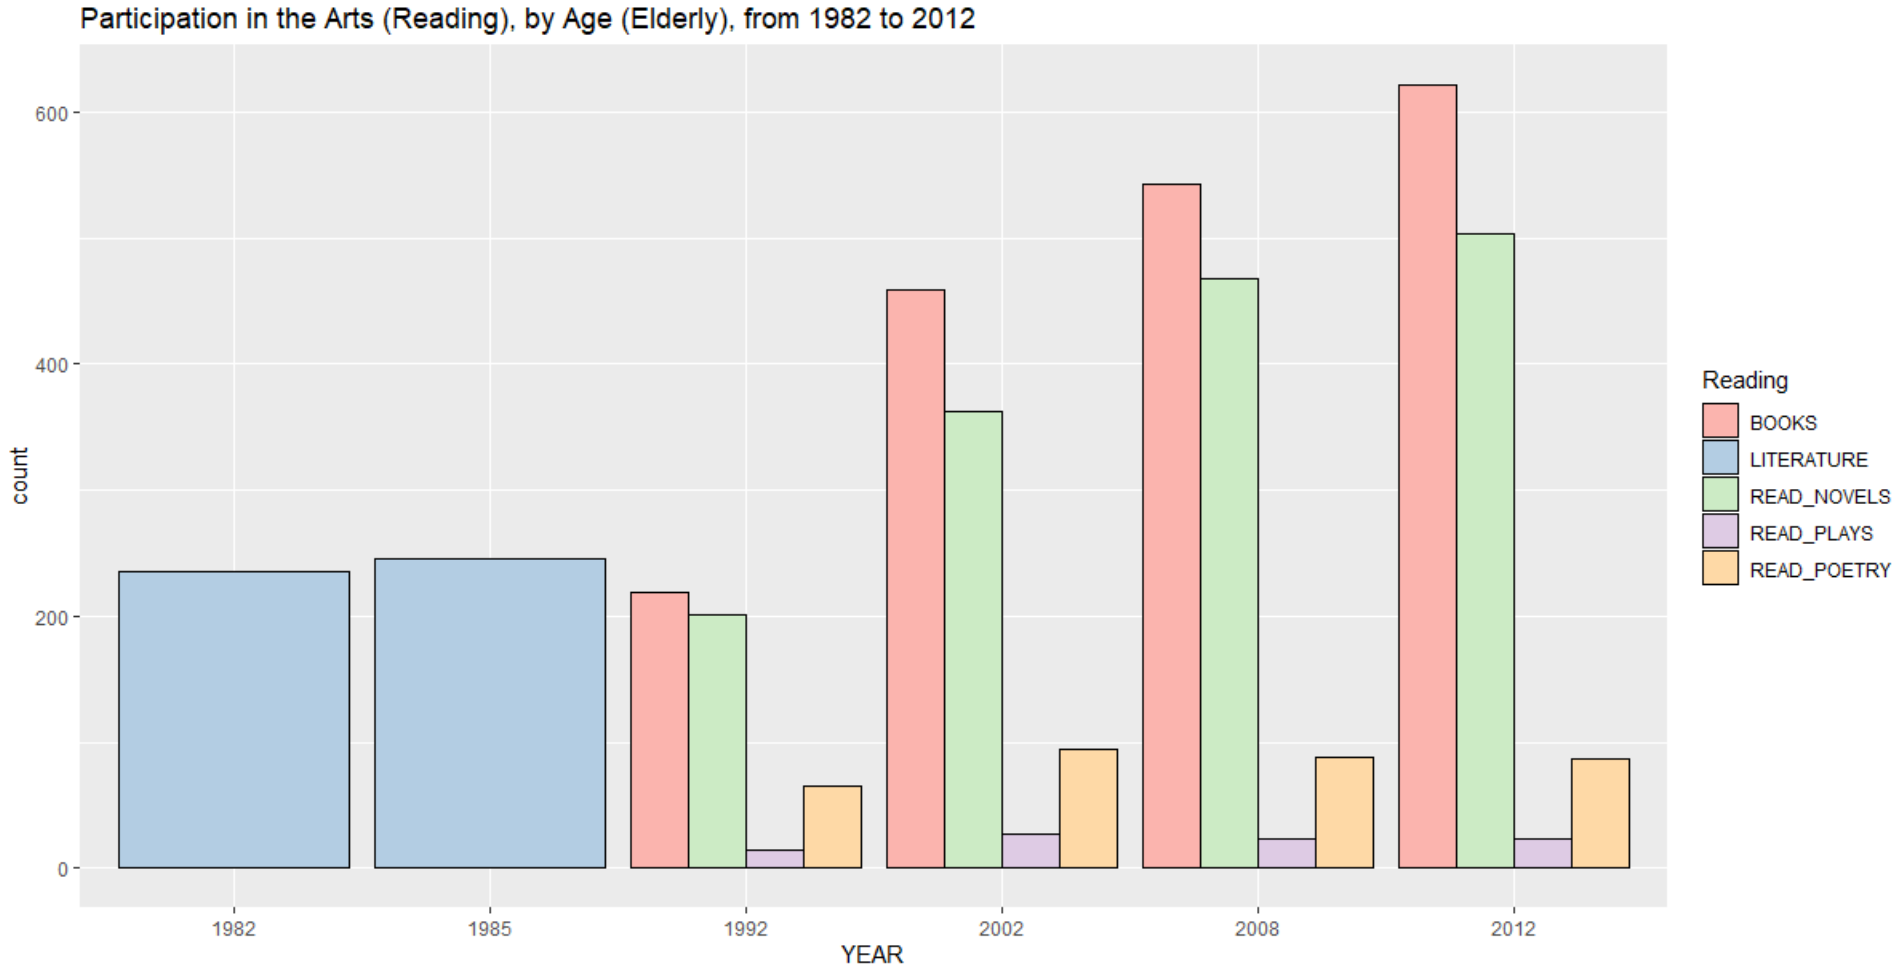 Participation in the Arts (Reading), by Age (Elderly), from 1982 to 2012
600
400
200
0
count
1982 1985 1992 2002 2008 2012
YEAR
Reading
BOOKS
LITERATURE
READ_NOVELS
READ_PLAYS
READ_POETRY